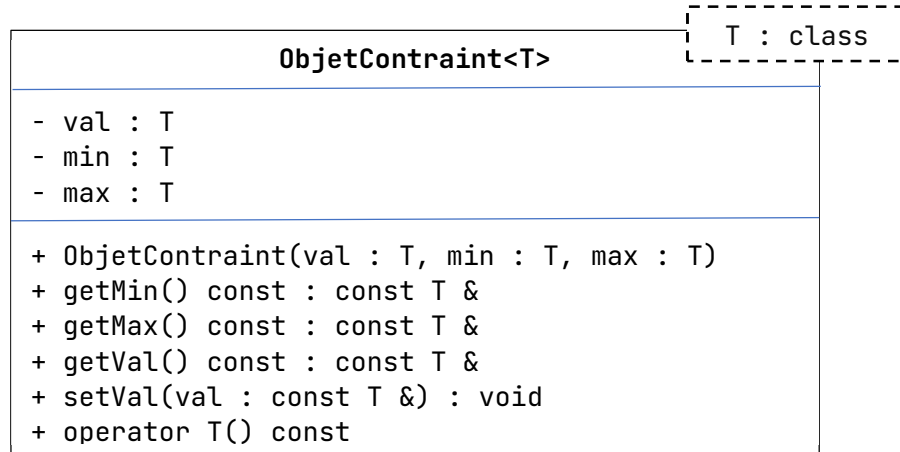 T : class
ObjetContraint<T>
- val : T
- min : T
- max : T
+ ObjetContraint(val : T, min : T, max : T)
+ getMin() const : const T &
+ getMax() const : const T &
+ getVal() const : const T &
+ setVal(val : const T &) : void
+ operator T() const